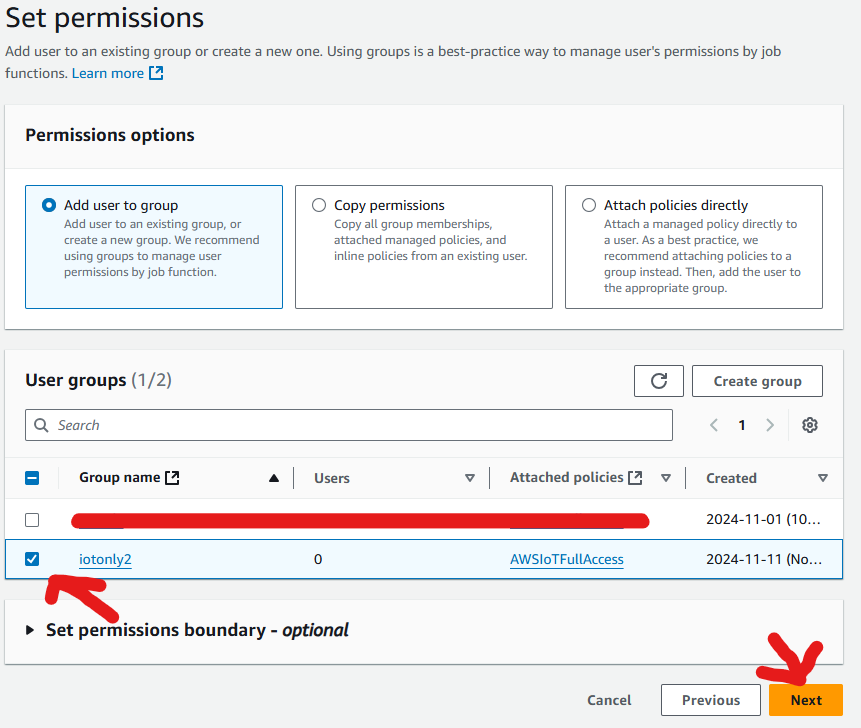 Set permissions
Add user to an existing group or create a new one. Using groups is a best-practice way to manage user's permissions by job
functions. Learn more
Permissions options
Add user to group
Add user to an existing group, or
create a new group. We recommend
using groups to manage user
permissions by job function.
Copy permissions
Copy all group memberships,
attached managed policies, and
inline policies from an existing user.
Attach policies directly
Attach a managed policy directly to
a user. As a best practice, we
recommend attaching policies to a
group instead. Then, add the user to
the appropriate group.
User groups (1/2)
Create group
Search
1
Group name
Users
Attached policies
Created
2024-11-01 (10...
iotonly2
0
AWSIoTFullAccess
2024-11-11 (No...
Set permissions boundary - optional
Cancel
Previous
Next